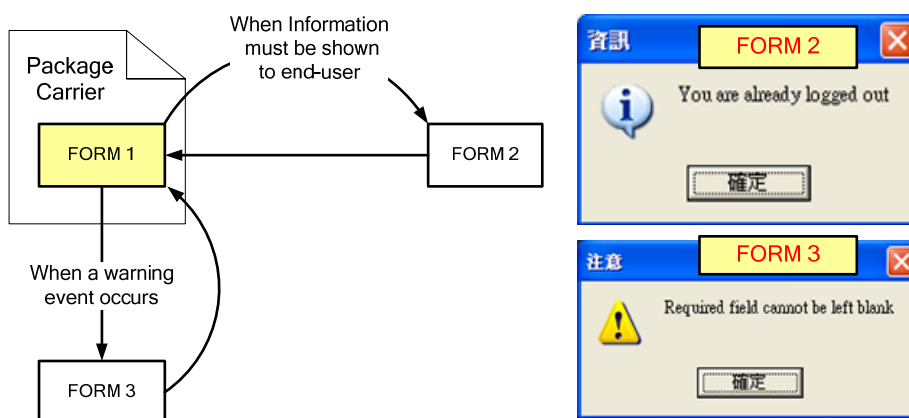 When Information
must be shown
to end-user
Package
Carrier
FORM 1
FORM 2
When a warning
event occurs
FORM 3
資訊
FORM 2
You are already logged out
確定
注意
FORM 3
Required field cannot be left blank
確定